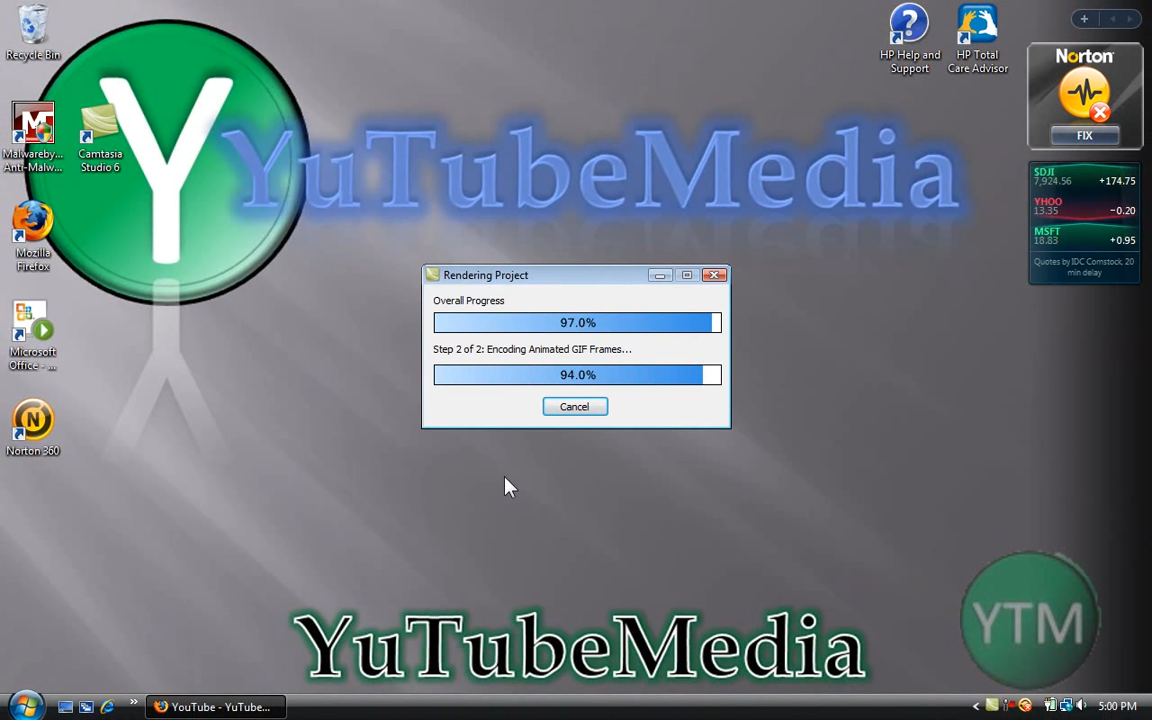 Recycle Bin
Malwareby...
Anti-Malw...
Camtasia
Studio 6
Mozilla
Firefox
Microsoft
Office - ...
N
Norton 360
Y
YuTubeMedia
HP Help and
Support
HP Total
Care Advisor
Norton
FIX
$DJI
7,924.56 +174.75
YHOO
13.35 −0.20
MSFT
18.83 +0.95
Quotes by IDC Comstock, 20
min delay
Rendering Project
Overall Progress
97.0%
Step 2 of 2: Encoding Animated GIF Frames...
94.0%
Cancel
YuTubeMedia
YTM
YouTube - YuTube...
5:00 PM